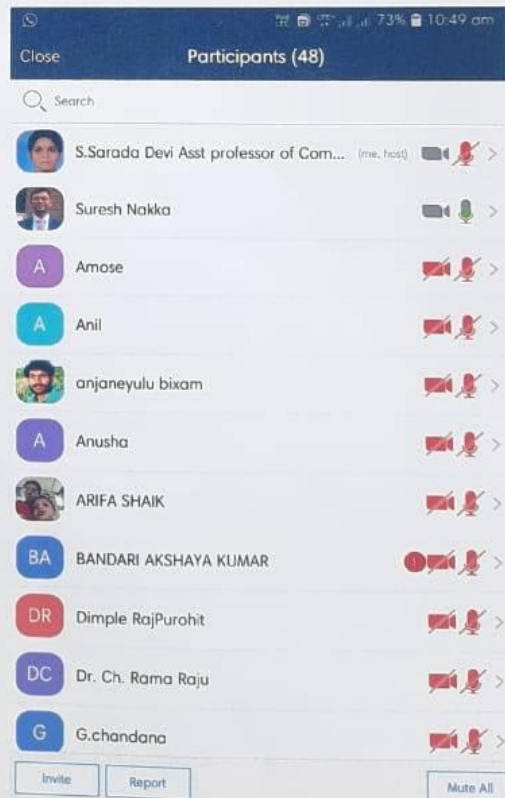 73% 10:49 am
Close Participants (48)
Search
S.Sarada Devi Asst professor of Com... (me, host)
Suresh Nakka
A Amose
A Anil
anjaneyulu bixam
A Anusha
ARIFA SHAIK
BA BANDARI AKSHAYA KUMAR
DR Dimple RajPurohit
DC Dr. Ch. Rama Raju
G G.chandana
Invite Report Mute All